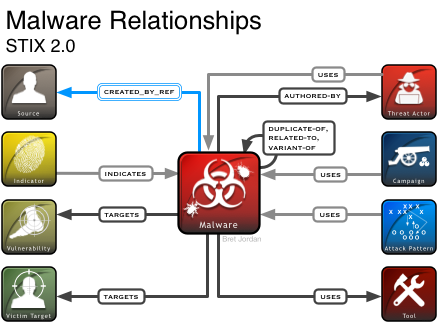 Malware Relationships
STIX 2.0
CREATED_BY_REF
USES
AUTHORED-BY
Source
Threat Actor
DUPLICATE-OF,
RELATED-TO,
VARIANT-OF
INDICATES
USES
Indicator
Campaign
Malware
TARGETS
USES
Bret Jordan
Vulnerability
Attack Pattern
X X X
X X X X
TARGETS
USES
Victim Target
Tool